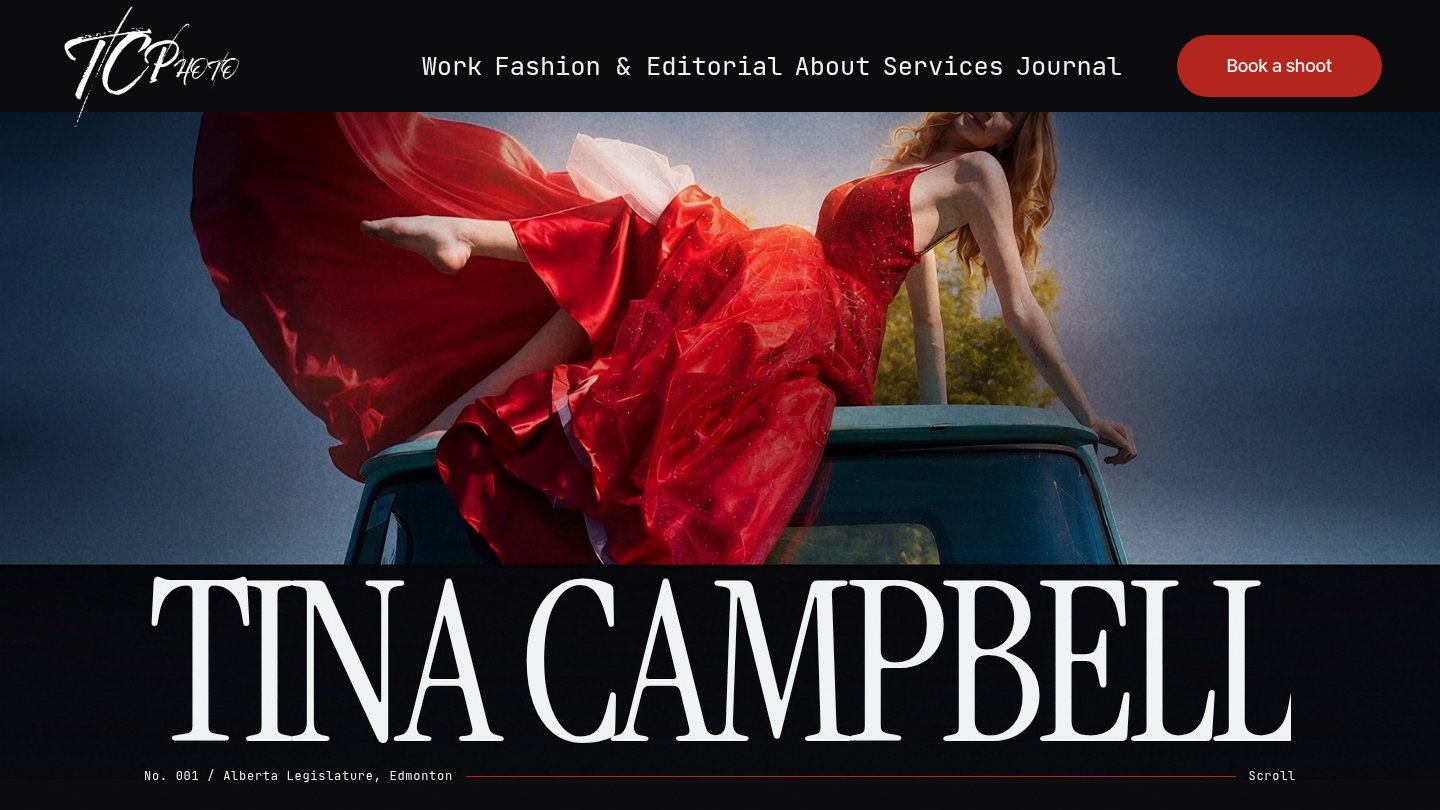 TCPHOTO
Work Fashion & Editorial About Services Journal
Book a shoot
TINA CAMPBELL
No. 001 / Alberta Legislature, Edmonton
Scroll